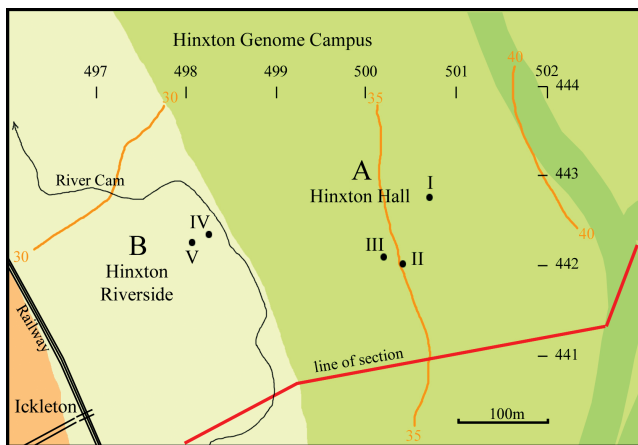 Hinxton Genome Campus
497
498
499
500
501
502
444
443
442
441
30
35
40
River Cam
A
Hinxton Hall
I
IV
V
III
II
B
Hinxton
Riverside
30
40
Railway
line of section
Ickleton
35
100m